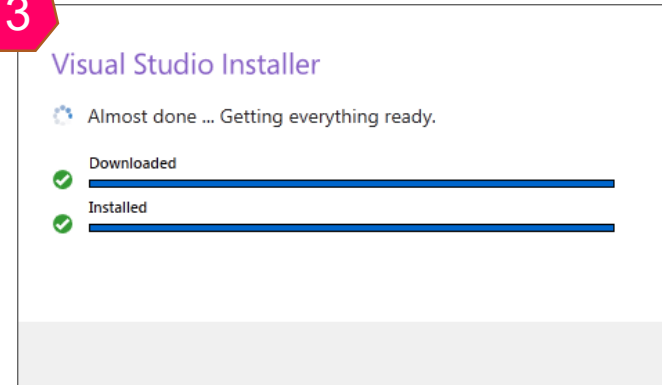 3
Visual Studio Installer
Almost done ... Getting everything ready.
Downloaded
Installed